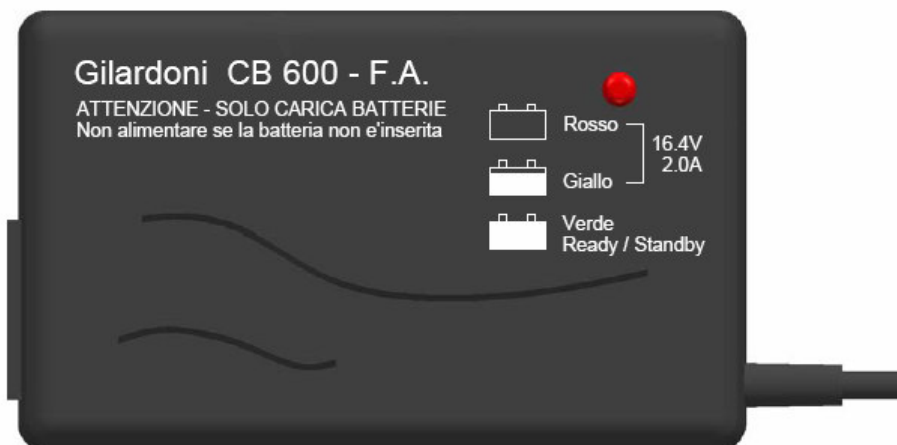 Gilardoni CB 600 - F.A.
ATTENZIONE - SOLO CARICA BATTERIE
Non alimentare se la batteria non e'inserita
Rosso
16.4V
2.0A
Giallo
Verde
Ready / Standby